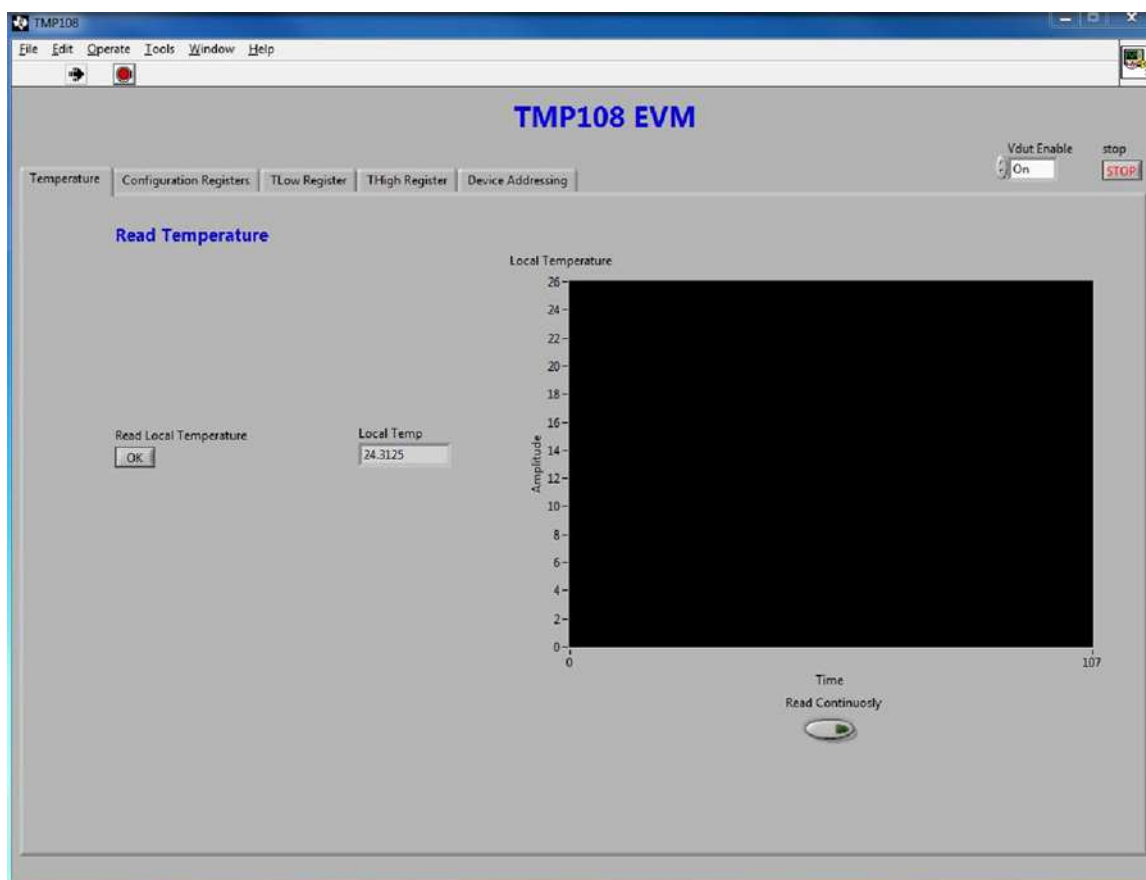 TMP108
File Edit Operate Tools Window Help
TMP108 EVM
Vdut Enable
stop
On
STOP
Temperature
Configuration Registers
TLow Register
THigh Register
Device Addressing
Read Temperature
Local Temperature
26
24
22
20
18
16
14
12
10
8
6
4
2
0
Amplitude
Read Local Temperature
OK
Local Temp
24.3125
0
107
Time
Read Continuosly